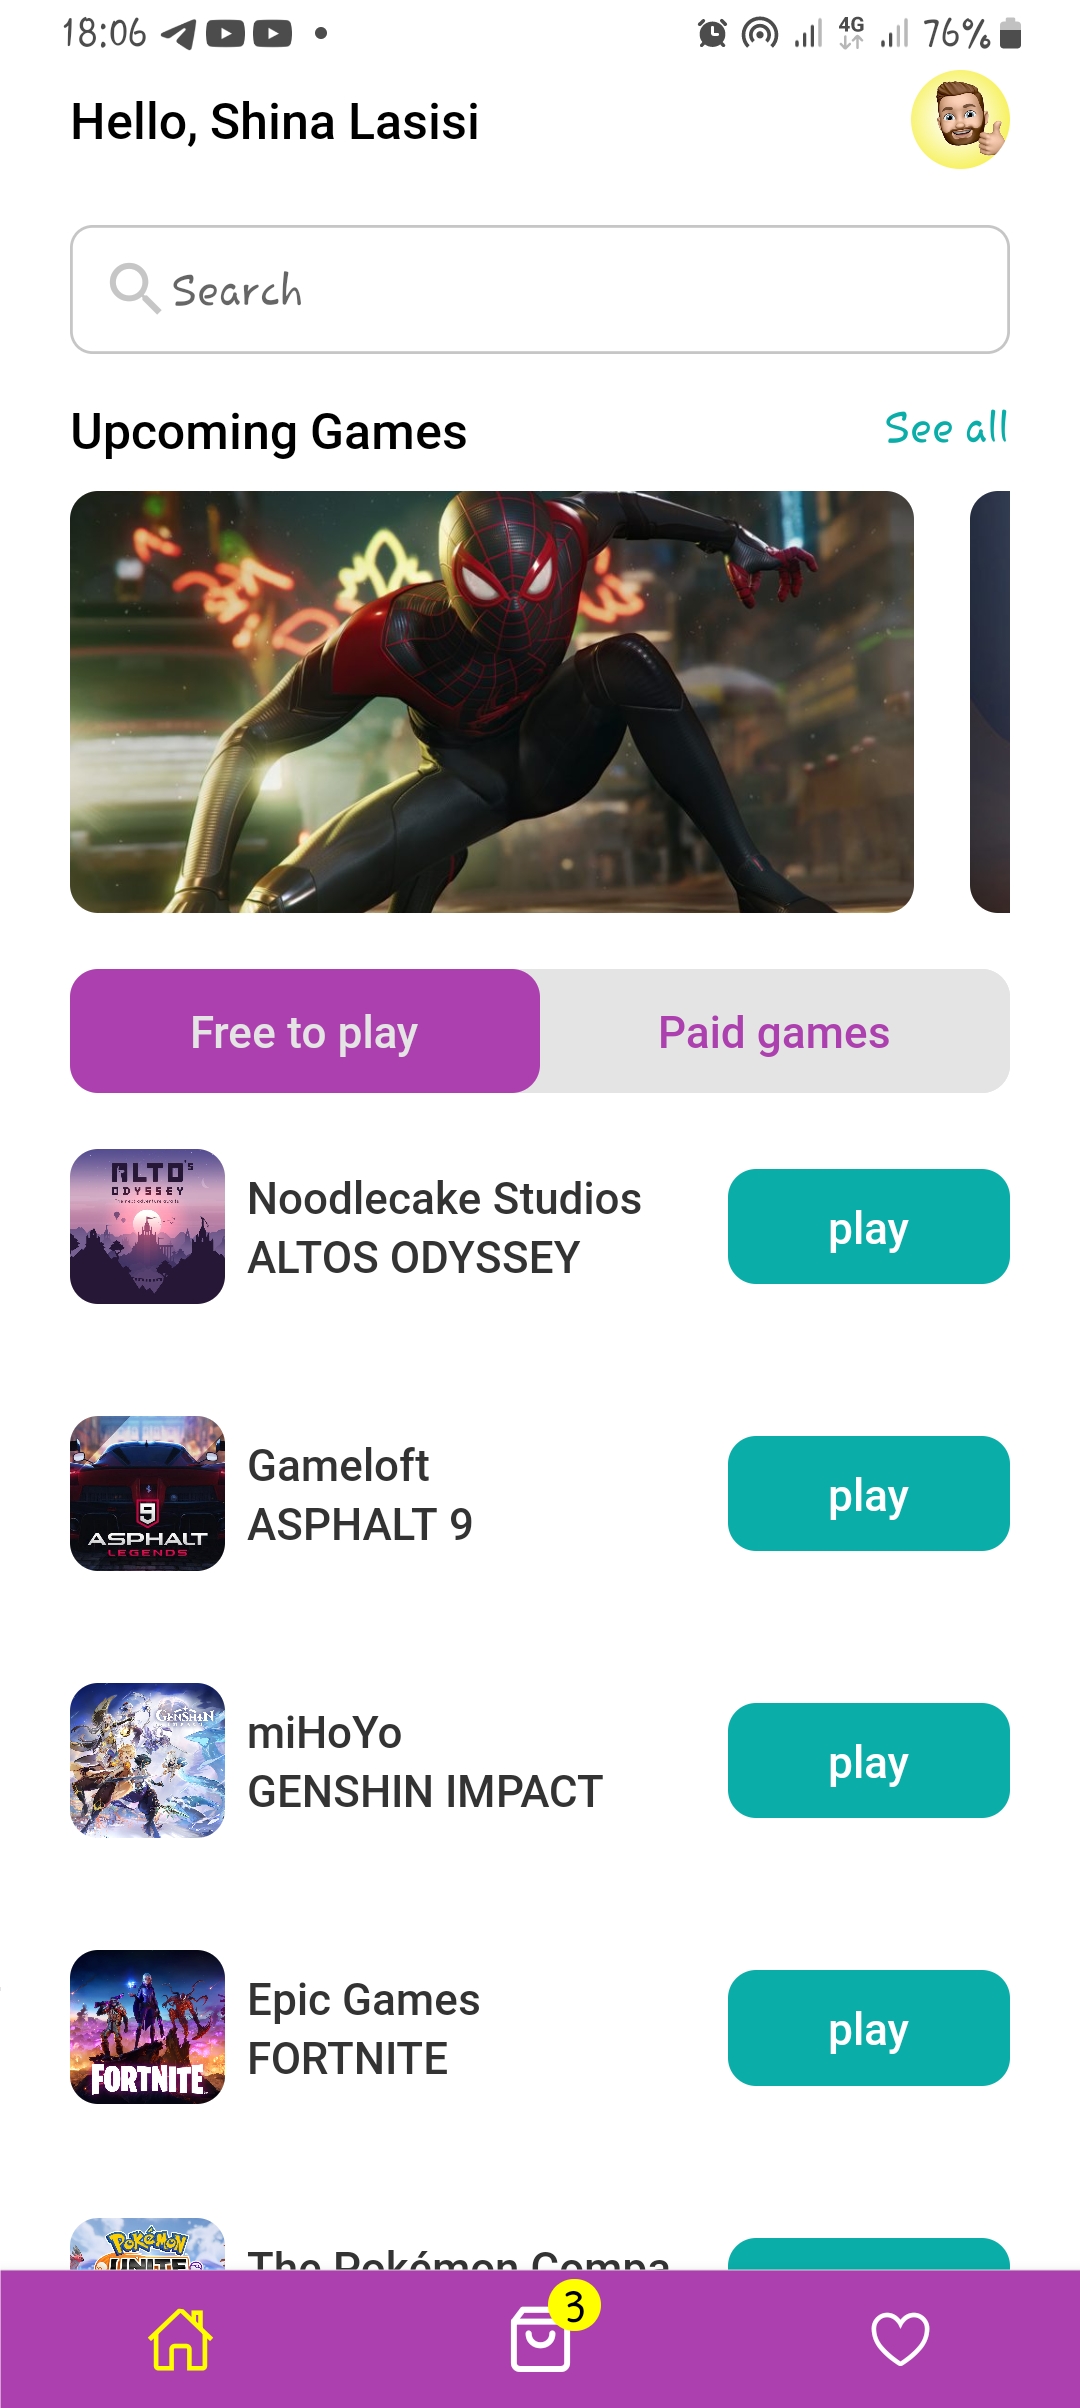 18:06
4G
76%
Hello, Shina Lasisi
Search
Upcoming Games
See all
Free to play
Paid games
ALTO'S
ODYSSEY
Noodlecake Studios
ALTOS ODYSSEY
play
9
ASPHALT
LEGENDS
Gameloft
ASPHALT 9
play
GENSHIN
IMPACT
miHoYo
GENSHIN IMPACT
play
FORTNITE
Epic Games
FORTNITE
play
POKéMON
UNITE
The Pokémon Compa
3